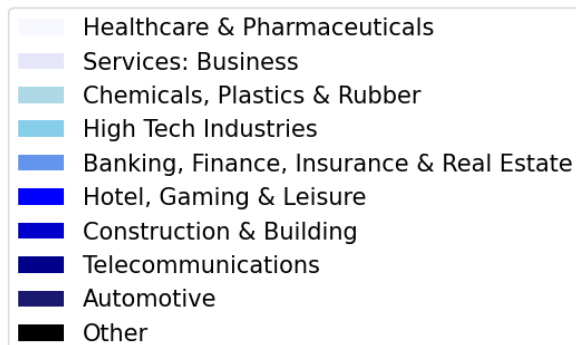 Healthcare & Pharmaceuticals
Services: Business
Chemicals, Plastics & Rubber
High Tech Industries
Banking, Finance, Insurance & Real Estate
Hotel, Gaming & Leisure
Construction & Building
Telecommunications
Automotive
Other